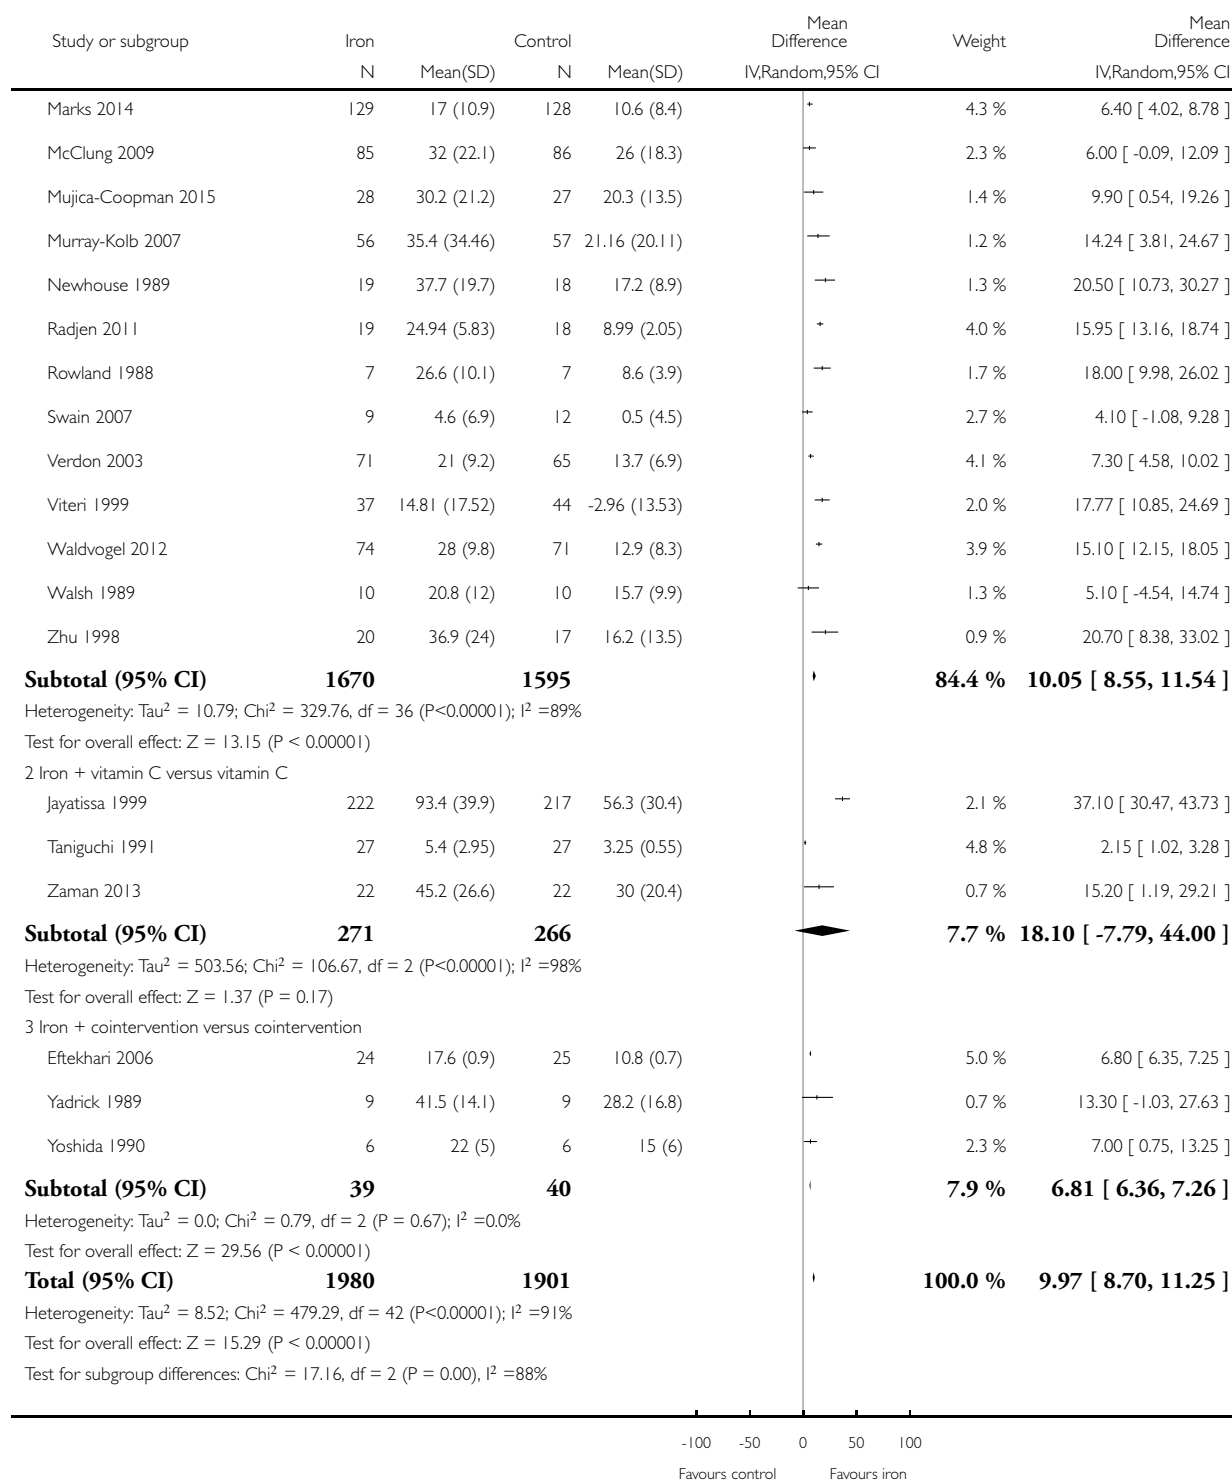 Study or subgroup Iron Control Mean Difference Weight Mean Difference
N Mean(SD) N Mean(SD) IV,Random,95% CI IV,Random,95% CI
Marks 2014 129 17 (10.9) 128 10.6 (8.4) 4.3 % 6.40 [ 4.02, 8.78 ]
McClung 2009 85 32 (22.1) 86 26 (18.3) 2.3 % 6.00 [ -0.09, 12.09 ]
Mujica-Coopman 2015 28 30.2 (21.2) 27 20.3 (13.5) 1.4 % 9.90 [ 0.54, 19.26 ]
Murray-Kolb 2007 56 35.4 (34.46) 57 21.16 (20.11) 1.2 % 14.24 [ 3.81, 24.67 ]
Newhouse 1989 19 37.7 (19.7) 18 17.2 (8.9) 1.3 % 20.50 [ 10.73, 30.27 ]
Radjen 2011 19 24.94 (5.83) 18 8.99 (2.05) 4.0 % 15.95 [ 13.16, 18.74 ]
Rowland 1988 7 26.6 (10.1) 7 8.6 (3.9) 1.7 % 18.00 [ 9.98, 26.02 ]
Swain 2007 9 4.6 (6.9) 12 0.5 (4.5) 2.7 % 4.10 [ -1.08, 9.28 ]
Verdon 2003 71 21 (9.2) 65 13.7 (6.9) 4.1 % 7.30 [ 4.58, 10.02 ]
Viteri 1999 37 14.81 (17.52) 44 -2.96 (13.53) 2.0 % 17.77 [ 10.85, 24.69 ]
Waldvogel 2012 74 28 (9.8) 71 12.9 (8.3) 3.9 % 15.10 [ 12.15, 18.05 ]
Walsh 1989 10 20.8 (12) 10 15.7 (9.9) 1.3 % 5.10 [ -4.54, 14.74 ]
Zhu 1998 20 36.9 (24) 17 16.2 (13.5) 0.9 % 20.70 [ 8.38, 33.02 ]
Subtotal (95% CI) 1670 1595 84.4 % 10.05 [ 8.55, 11.54 ]
Heterogeneity: Tau² = 10.79; Chi² = 329.76, df = 36 (P<0.00001); I² =89%
Test for overall effect: Z = 13.15 (P < 0.00001)
2 Iron + vitamin C versus vitamin C
Jayatissa 1999 222 93.4 (39.9) 217 56.3 (30.4) 2.1 % 37.10 [ 30.47, 43.73 ]
Taniguchi 1991 27 5.4 (2.95) 27 3.25 (0.55) 4.8 % 2.15 [ 1.02, 3.28 ]
Zaman 2013 22 45.2 (26.6) 22 30 (20.4) 0.7 % 15.20 [ 1.19, 29.21 ]
Subtotal (95% CI) 271 266 7.7 % 18.10 [ -7.79, 44.00 ]
Heterogeneity: Tau² = 503.56; Chi² = 106.67, df = 2 (P<0.00001); I² =98%
Test for overall effect: Z = 1.37 (P = 0.17)
3 Iron + cointervention versus cointervention
Eftekhari 2006 24 17.6 (0.9) 25 10.8 (0.7) 5.0 % 6.80 [ 6.35, 7.25 ]
Yadrick 1989 9 41.5 (14.1) 9 28.2 (16.8) 0.7 % 13.30 [ -1.03, 27.63 ]
Yoshida 1990 6 22 (5) 6 15 (6) 2.3 % 7.00 [ 0.75, 13.25 ]
Subtotal (95% CI) 39 40 7.9 % 6.81 [ 6.36, 7.26 ]
Heterogeneity: Tau² = 0.0; Chi² = 0.79, df = 2 (P = 0.67); I² =0.0%
Test for overall effect: Z = 29.56 (P < 0.00001)
Total (95% CI) 1980 1901 100.0 % 9.97 [ 8.70, 11.25 ]
Heterogeneity: Tau² = 8.52; Chi² = 479.29, df = 42 (P<0.00001); I² =91%
Test for overall effect: Z = 15.29 (P < 0.00001)
Test for subgroup differences: Chi² = 17.16, df = 2 (P = 0.00), I² =88%
-100 -50 0 50 100
Favours control Favours iron